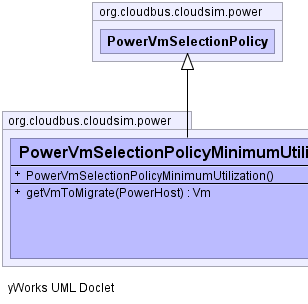 org.cloudbus.cloudsim.power
PowerVmSelectionPolicy
org.cloudbus.cloudsim.power
PowerVmSelectionPolicyMinimumUtili
+ PowerVmSelectionPolicyMinimumUtilization()
+ getVmToMigrate(PowerHost) : Vm
yWorks UML Doclet